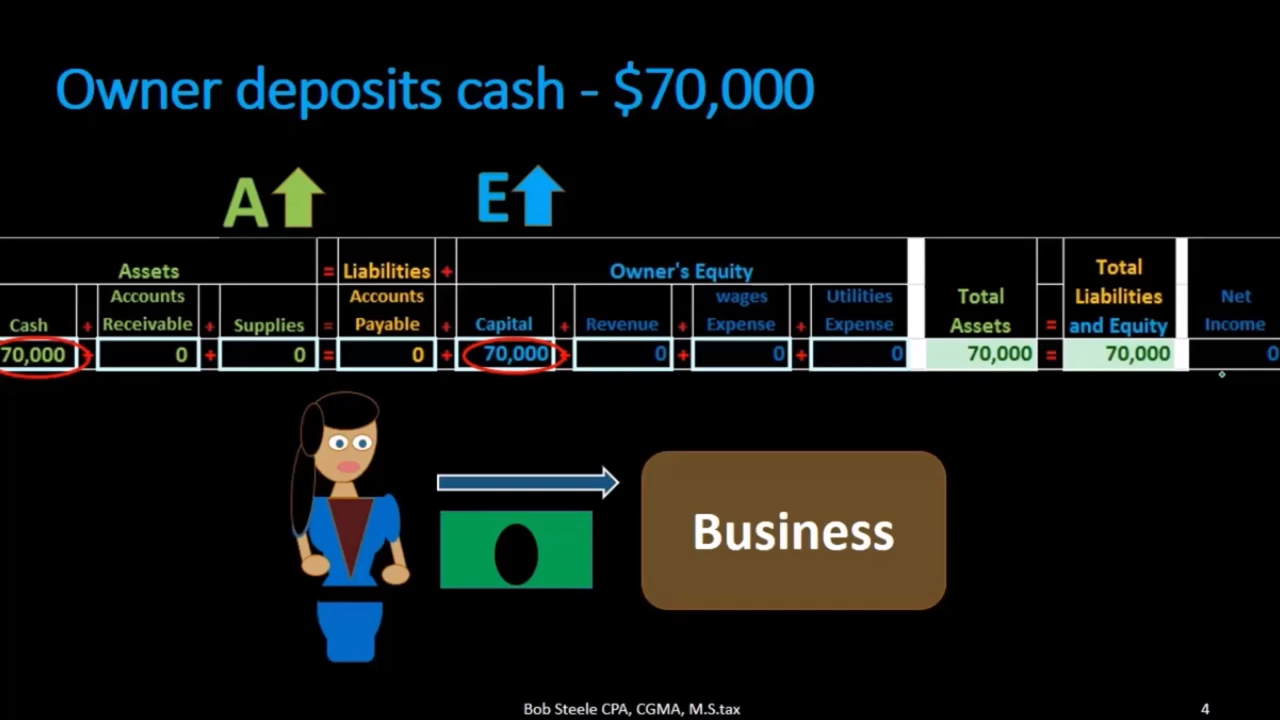 Owner deposits cash - $70,000
A E
Assets = Liabilities + Owner's Equity Total
Accounts Accounts wages Utilities Total Liabilities Net
Cash + Receivable + Supplies = Payable + Capital + Revenue + Expense + Expense Assets = and Equity Income
70,000 + 0 + 0 = 0 + 70,000 + 0 + 0 + 0 70,000 = 70,000 0
Business
Bob Steele CPA, CGMA, M.S.tax 4